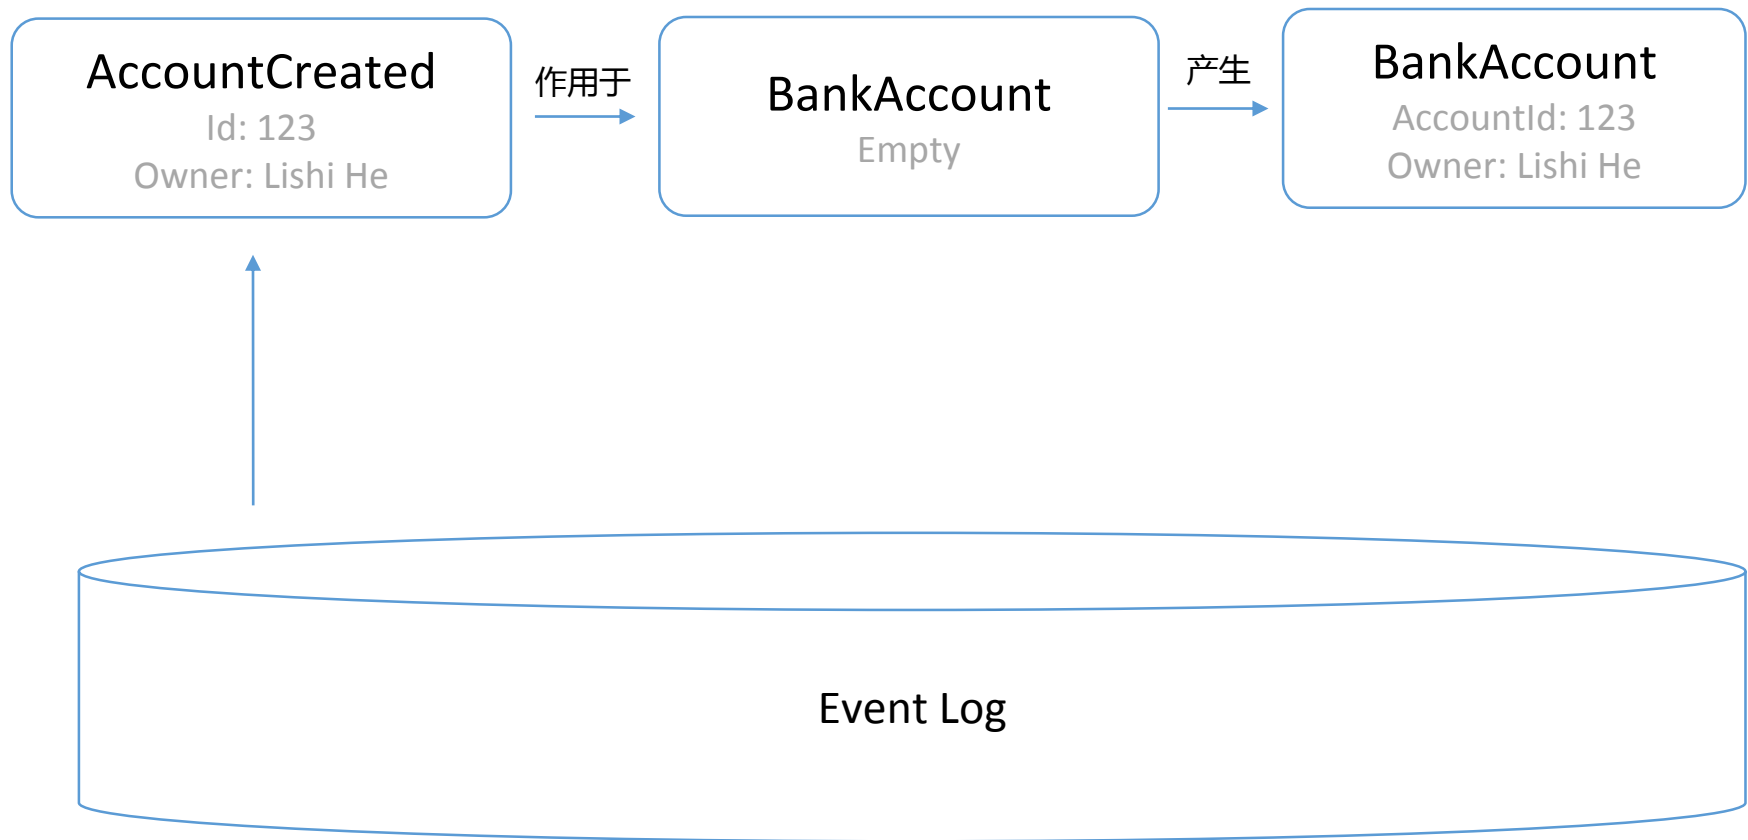 AccountCreated
Id: 123
Owner: Lishi He
作用于
BankAccount
Empty
产生
BankAccount
AccountId: 123
Owner: Lishi He
Event Log